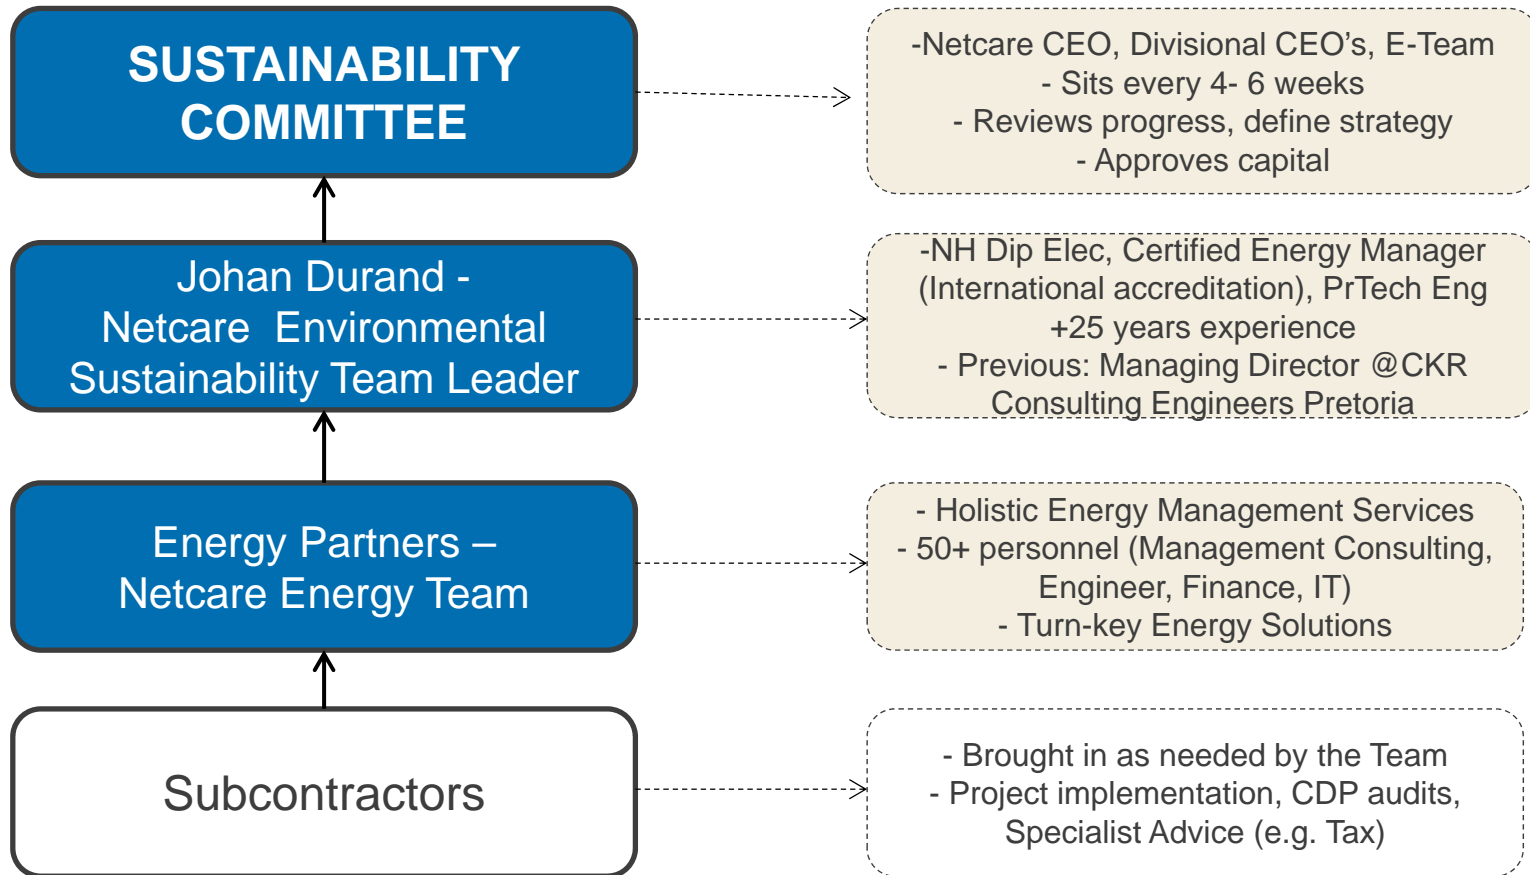 SUSTAINABILITY
COMMITTEE
-Netcare CEO, Divisional CEO’s, E-Team
- Sits every 4- 6 weeks
- Reviews progress, define strategy
- Approves capital
Johan Durand -
Netcare  Environmental
Sustainability Team Leader
-NH Dip Elec, Certified Energy Manager
(International accreditation), PrTech Eng
+25 years experience
- Previous: Managing Director @CKR
Consulting Engineers Pretoria
Energy Partners –
Netcare Energy Team
- Holistic Energy Management Services
- 50+ personnel (Management Consulting,
Engineer, Finance, IT)
- Turn-key Energy Solutions
Subcontractors
- Brought in as needed by the Team
- Project implementation, CDP audits,
Specialist Advice (e.g. Tax)